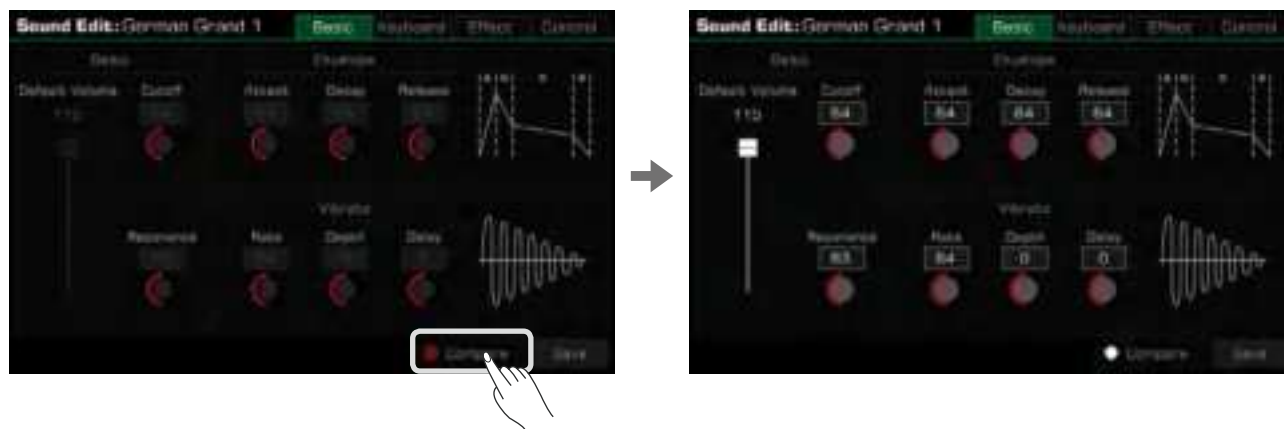 Sound Edit: German Grand 1 Basic Keyboard Effect Control
Basic Envelope
Default Volume Cutoff Attack Decay Release
115
Vibrato
Resonance Rate Depth Delay
Compare Save
Sound Edit: German Grand 1 Basic Keyboard Effect Control
Basic Envelope
Default Volume Cutoff Attack Decay Release
115 64 64 64 64
Vibrato
Resonance Rate Depth Delay
63 64 0 0
Compare Save